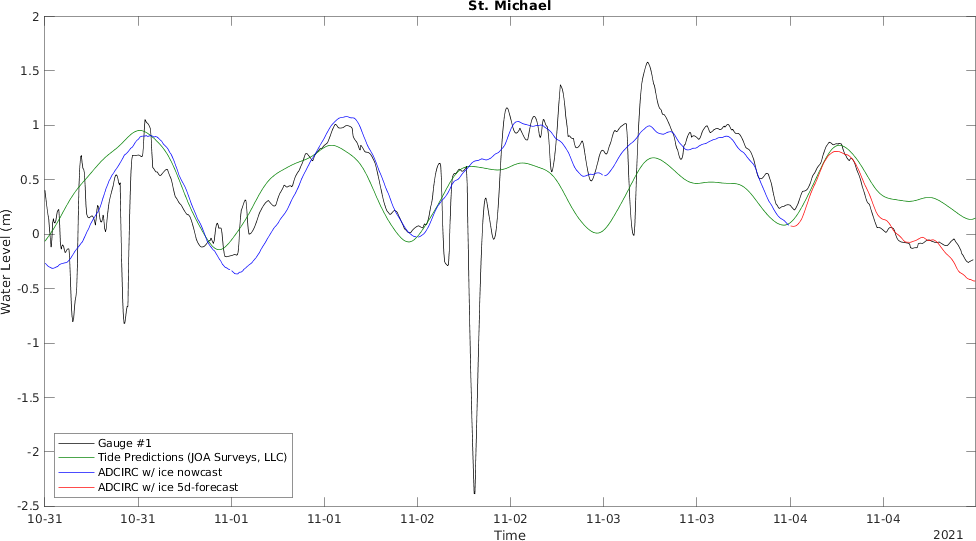 St. Michael
2
1.5
1
0.5
0
-0.5
-1
-1.5
-2
-2.5
Water Level (m)
Gauge #1
Tide Predictions (JOA Surveys, LLC)
ADCIRC w/ ice nowcast
ADCIRC w/ ice 5d-forecast
10-31 10-31 11-01 11-01 11-02 11-02 11-03 11-03 11-04 11-04
Time
2021